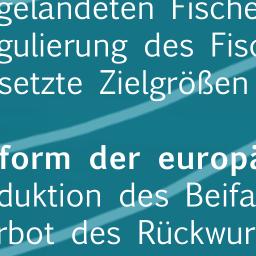 gelandeten Fische
gulierung des Fisc
setzte Zielgrößen
form der europä
duktion des Beifa
rbot des Rückwur